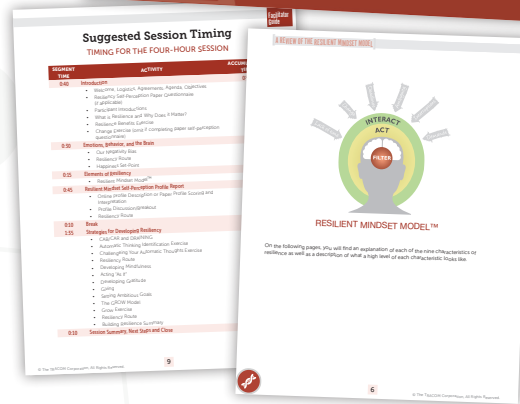 Facilitator
Guide
Suggested Session Timing
TIMING FOR THE FOUR-HOUR SESSION
SEGMENT
TIME
ACTIVITY
0:40 Introduction
• Welcome, Logistics, Agreements, Agenda, Objectives
• Resiliency Self-Perception Paper Questionnaire
(if applicable)
• Participant Introductions
• What is Resilience and Why Does it Matter?
• Resilience Benefits Exercise
• Change Exercise (once if completing paper self-perception
questionnaire)
0:50 Emotions, Behavior, and the Brain
• Our Negativity Bias
• Resiliency Route
• Happiness Set-Point
0:15 Elements of Resiliency
• Resilient Mindset Model™
0:45 Resilient Mindset Self-Perception Profile Report
• Online Profile Description or Paper Profile Scoring and
Interpretation
• Profile Discussion/Breakout
• Resiliency Route
0:10 Break
1:35 Strategies for Developing Resiliency
• CAB/CAR and DRAINING
• Automatic Thinking Identification Exercise
• Challenging Your Automatic Thoughts Exercise
• Resiliency Route
• Developing Mindfulness
• Acting "As If"
• Developing Gratitude
• Giving
• Setting Ambitious Goals
• The GROW Model
• Grow Exercise
• Resiliency Route
• Building Resilience Summary
0:10 Session Summary, Next Steps and Close
9
© The TRACOM Corporation. All Rights Reserved.
A REVIEW OF THE RESILIENT MINDSET MODEL
INTERACT
ACT
FILTER
RESILIENT MINDSET MODEL™
On the following pages, you will find an explanation of each of the nine characteristics of
resilience as well as a description of what a high level of each characteristic looks like
6
© The TRACOM Corporation. All Rights Reserved.